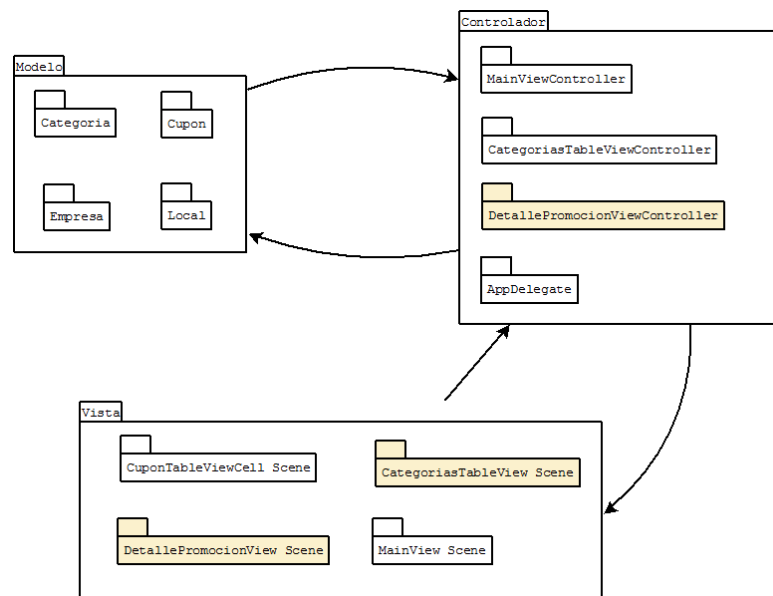 Modelo
Categoria
Cupon
Empresa
Local
Controlador
MainViewController
CategoriasTableViewController
DetallePromocionViewController
AppDelegate
Vista
CuponTableViewCell Scene
CategoriasTableView Scene
DetallePromocionView Scene
MainView Scene